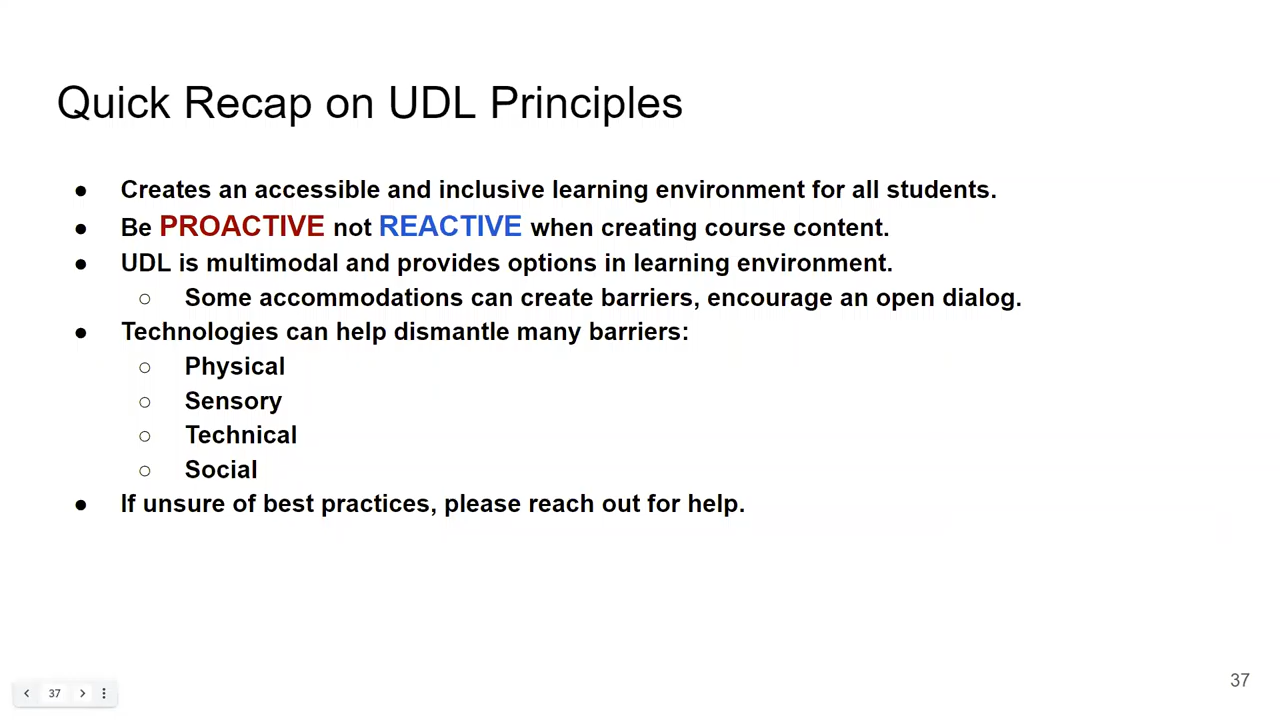 Quick Recap on UDL Principles
● Creates an accessible and inclusive learning environment for all students.
● Be PROACTIVE not REACTIVE when creating course content.
● UDL is multimodal and provides options in learning environment.
○ Some accommodations can create barriers, encourage an open dialog.
● Technologies can help dismantle many barriers:
○ Physical
○ Sensory
○ Technical
○ Social
● If unsure of best practices, please reach out for help.
37
37